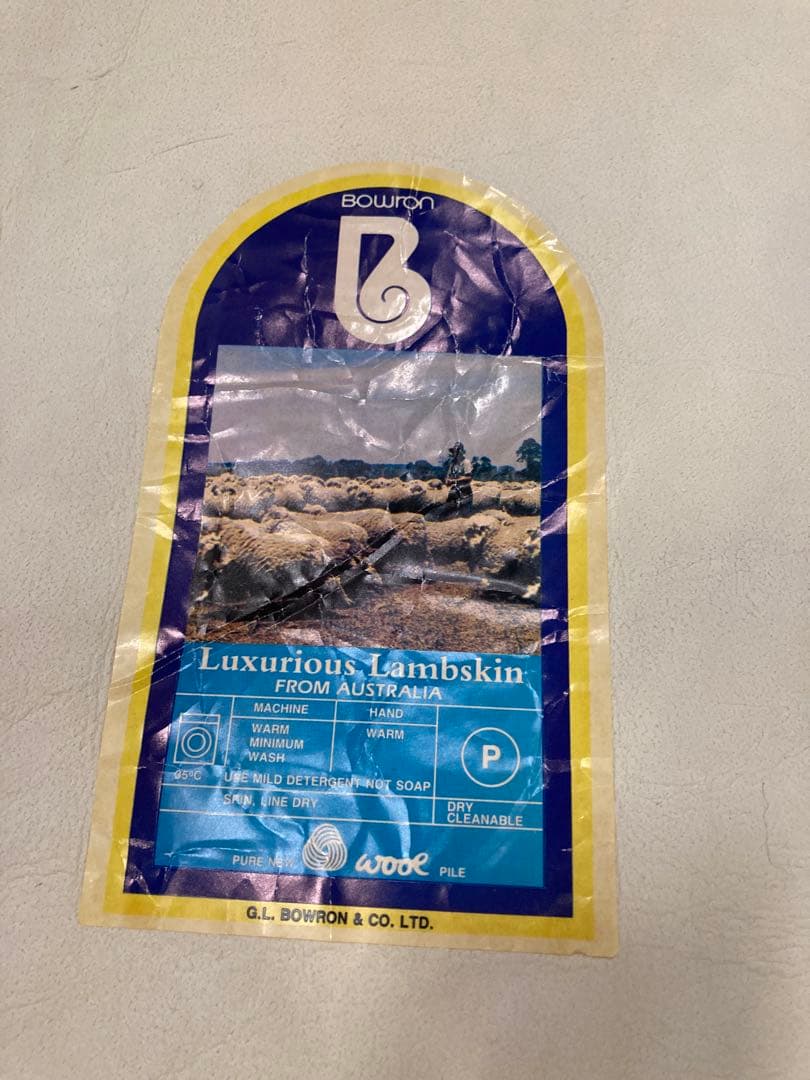 Bowron
B
Luxurious Lambskin
FROM AUSTRALIA
MACHINE
HAND
WARM
MINIMUM
WASH
WARM
P
35°C
USE MILD DETERGENT NOT SOAP
SPIN, LINE DRY
DRY
CLEANABLE
PURE NEW wool PILE
G.L. BOWRON & CO. LTD.